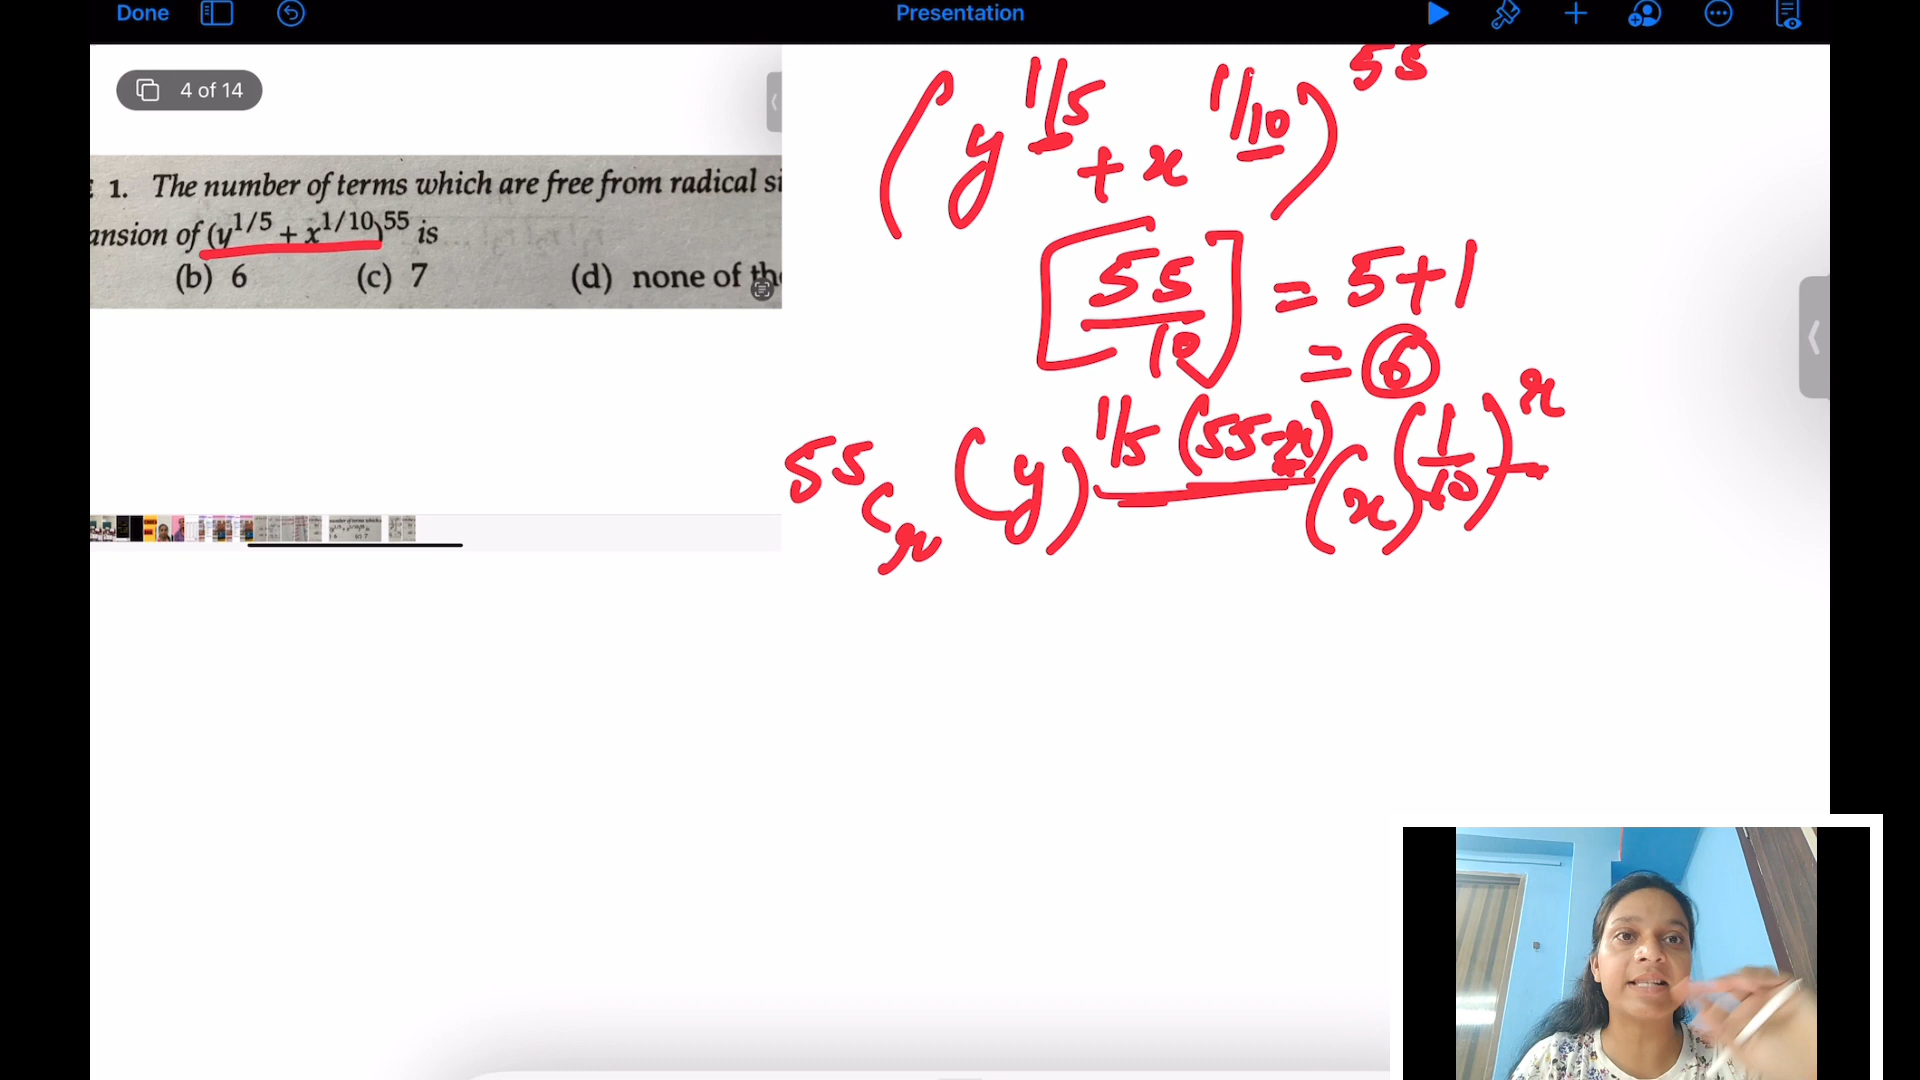 Done
Presentation
4 of 14
1. The number of terms which are free from radical si
ansion of (y^1/5 + x^1/10)^55 is
(b) 6 (c) 7 (d) none of the
(y^1/5 + x^1/10)^55
[55/10] = 5+1
= 6
55Cr (y)^1/5 (55-r) (x)^(1/10)^r